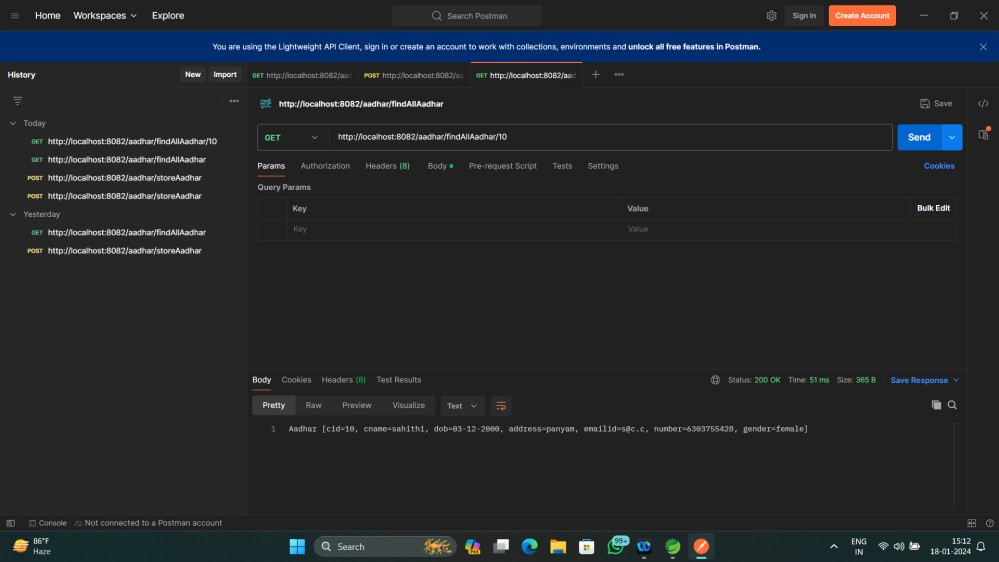 Home Workspaces Explore Search Postman Sign In Create Account
You are using the Lightweight API Client, sign in or create an account to work with collections, environments and unlock all free features in Postman.
History New Import GET http://localhost:8082/aad POST http://localhost:8082/aa GET http://localhost:8082/aad
http://localhost:8082/aadhar/findAllAadhar Save
Today
GET http://localhost:8082/aadhar/findAllAadhar/10
GET http://localhost:8082/aadhar/findAllAadhar
POST http://localhost:8082/aadhar/storeAadhar
POST http://localhost:8082/aadhar/storeAadhar
Yesterday
GET http://localhost:8082/aadhar/findAllAadhar
POST http://localhost:8082/aadhar/storeAadhar
GET http://localhost:8082/aadhar/findAllAadhar/10 Send
Params Authorization Headers (8) Body Pre-request Script Tests Settings Cookies
Query Params
Key Value Bulk Edit
Key Value
Body Cookies Headers (8) Test Results Status: 200 OK Time: 51 ms Size: 365 B Save Response
Pretty Raw Preview Visualize Text
1 Aadhar [cid=10, cname=sahithi, dob=03-12-2000, address=panyam, emailid=s@c.c, number=6303755428, gender=female]
Console Not connected to a Postman account
86°F
Haze
Search
99+
ENG
IN
15:12
18-01-2024